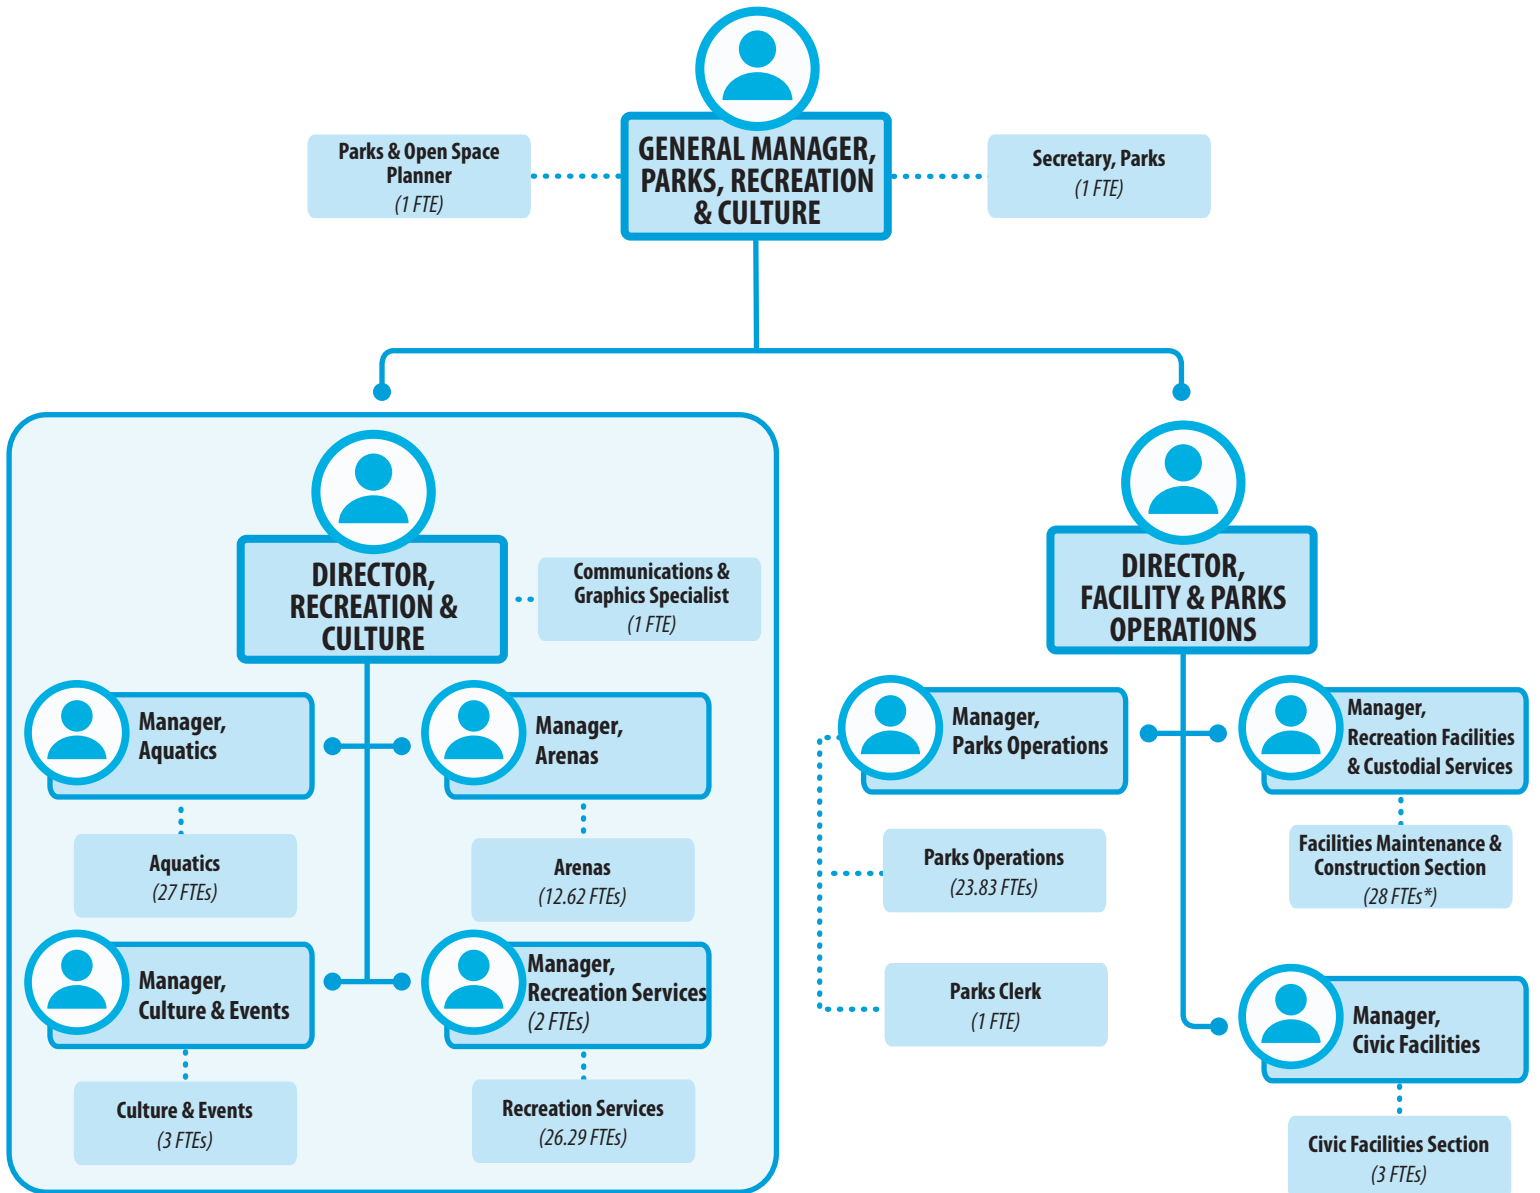 Parks & Open Space
Planner
(1 FTE)
GENERAL MANAGER,
PARKS, RECREATION
& CULTURE
Secretary, Parks
(1 FTE)
DIRECTOR,
RECREATION &
CULTURE
Communications &
Graphics Specialist
(1 FTE)
Manager,
Aquatics
Manager,
Arenas
Aquatics
(27 FTEs)
Arenas
(12.62 FTEs)
Manager,
Culture & Events
Manager,
Recreation Services
(2 FTEs)
Culture & Events
(3 FTEs)
Recreation Services
(26.29 FTEs)
DIRECTOR,
FACILITY & PARKS
OPERATIONS
Manager,
Parks Operations
Manager,
Recreation Facilities
& Custodial Services
Parks Operations
(23.83 FTEs)
Facilities Maintenance &
Construction Section
(28 FTEs*)
Parks Clerk
(1 FTE)
Manager,
Civic Facilities
Civic Facilities Section
(3 FTEs)